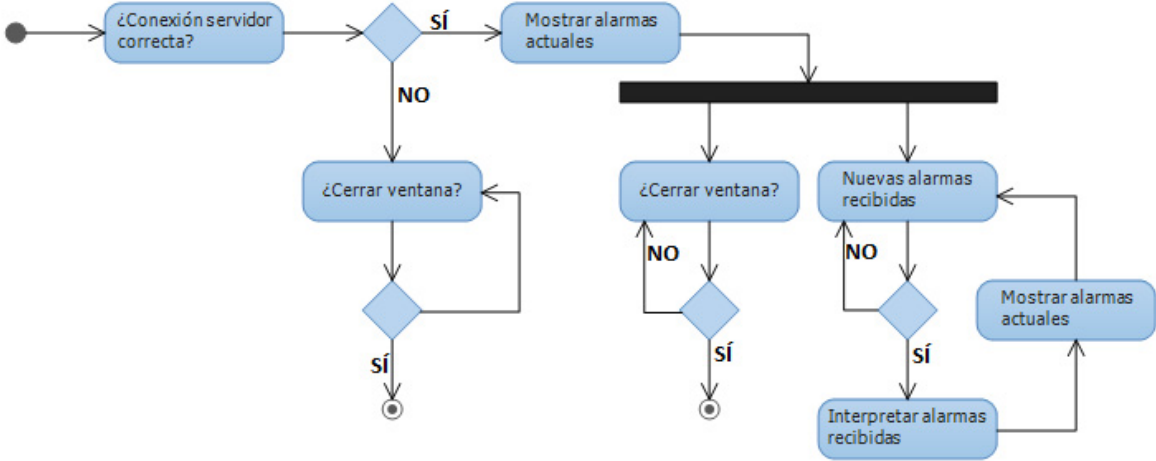 ¿Conexión servidor
correcta?
SÍ
Mostrar alarmas
actuales
NO
¿Cerrar ventana?
SÍ
¿Cerrar ventana?
NO
SÍ
Nuevas alarmas
recibidas
NO
SÍ
Interpretar alarmas
recibidas
Mostrar alarmas
actuales